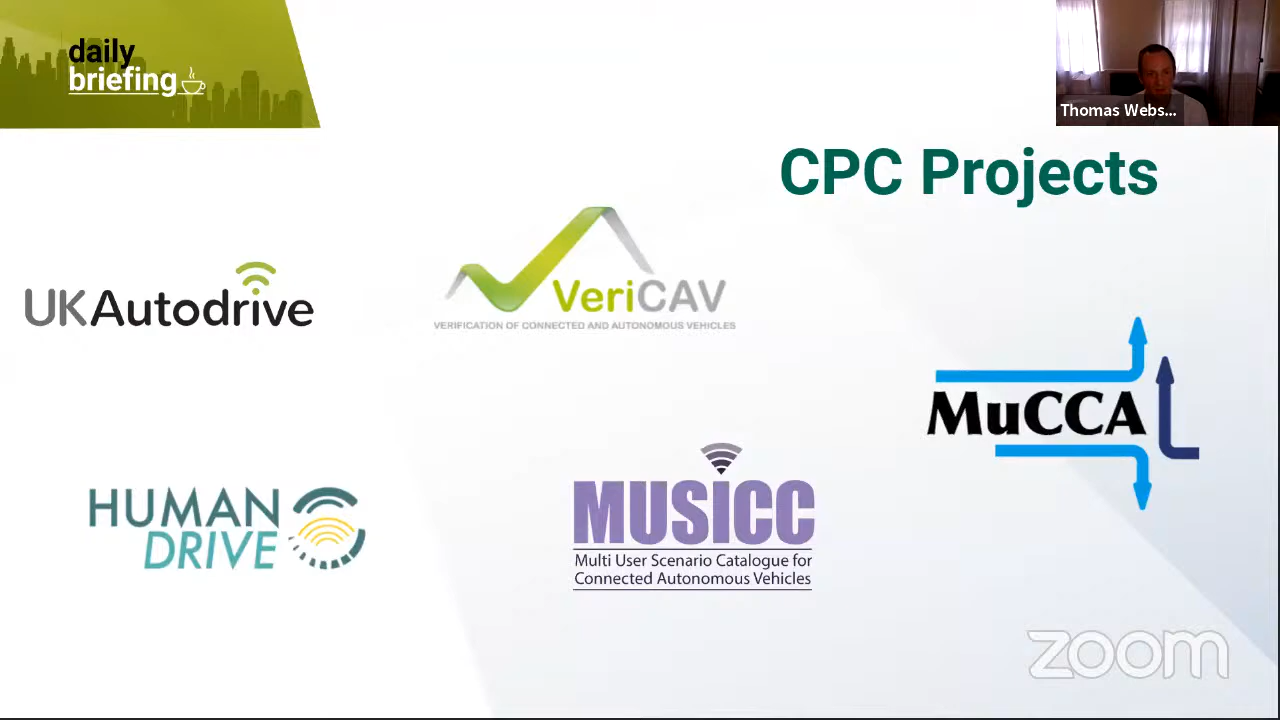 daily
briefing
Thomas Webs...
CPC Projects
UKAutodrive
VeriCAV
VERIFICATION OF CONNECTED AND AUTONOMOUS VEHICLES
MuCCA
HUMAN
DRIVE
MUSICC
Multi User Scenario Catalogue for
Connected Autonomous Vehicles
zoom